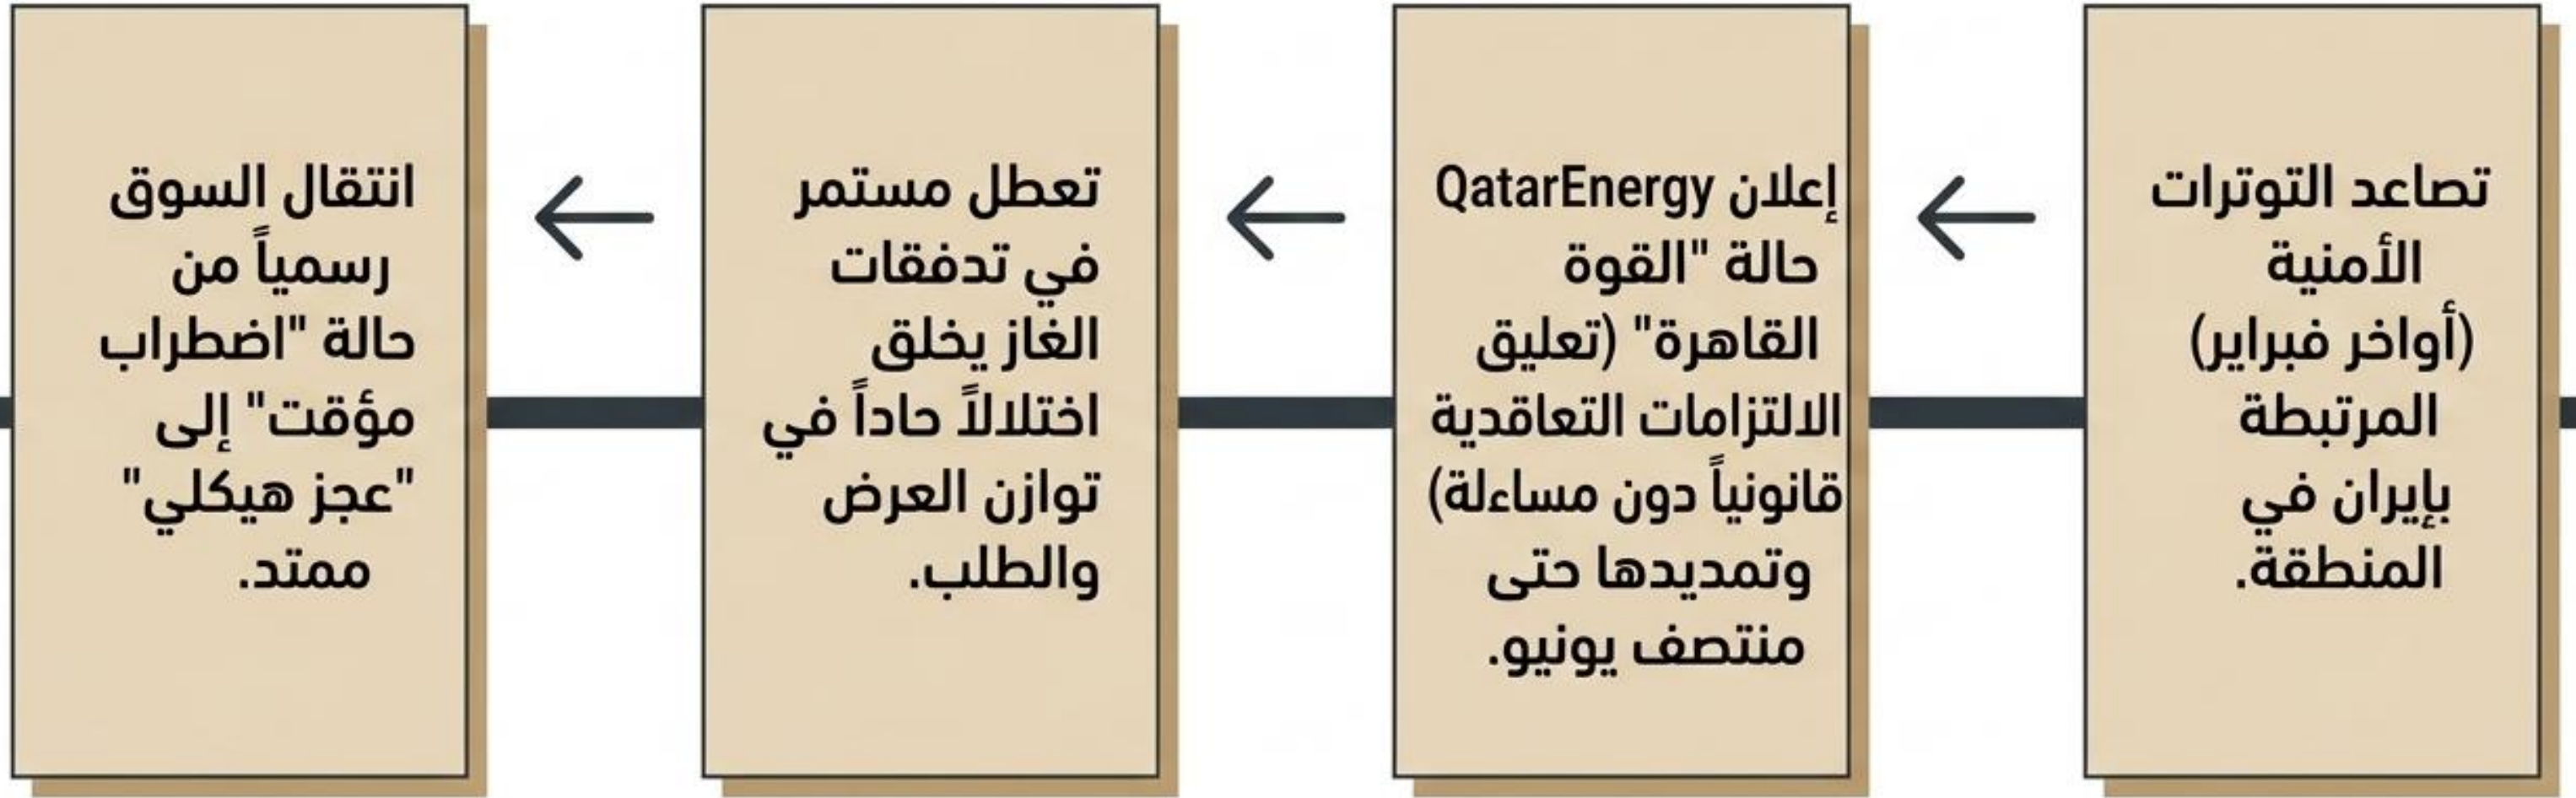 تصاعد التوترات
الأمنية
(أواخر فبراير)
المرتبطة
بإيران في
المنطقة.
إعلان QatarEnergy
حالة "القوة
القاهرة" (تعليق
الالتزامات التعاقدية
قانونياً دون مساءلة)
وتمديدها حتى
منتصف يونيو.
تعطل مستمر
في تدفقات
الغاز يخلق
اختلالاً حاداً في
توازن العرض
والطلب.
انتقال السوق
رسمياً من
حالة "اضطراب
مؤقت" إلى
"عجز هيكلي"
ممتد.